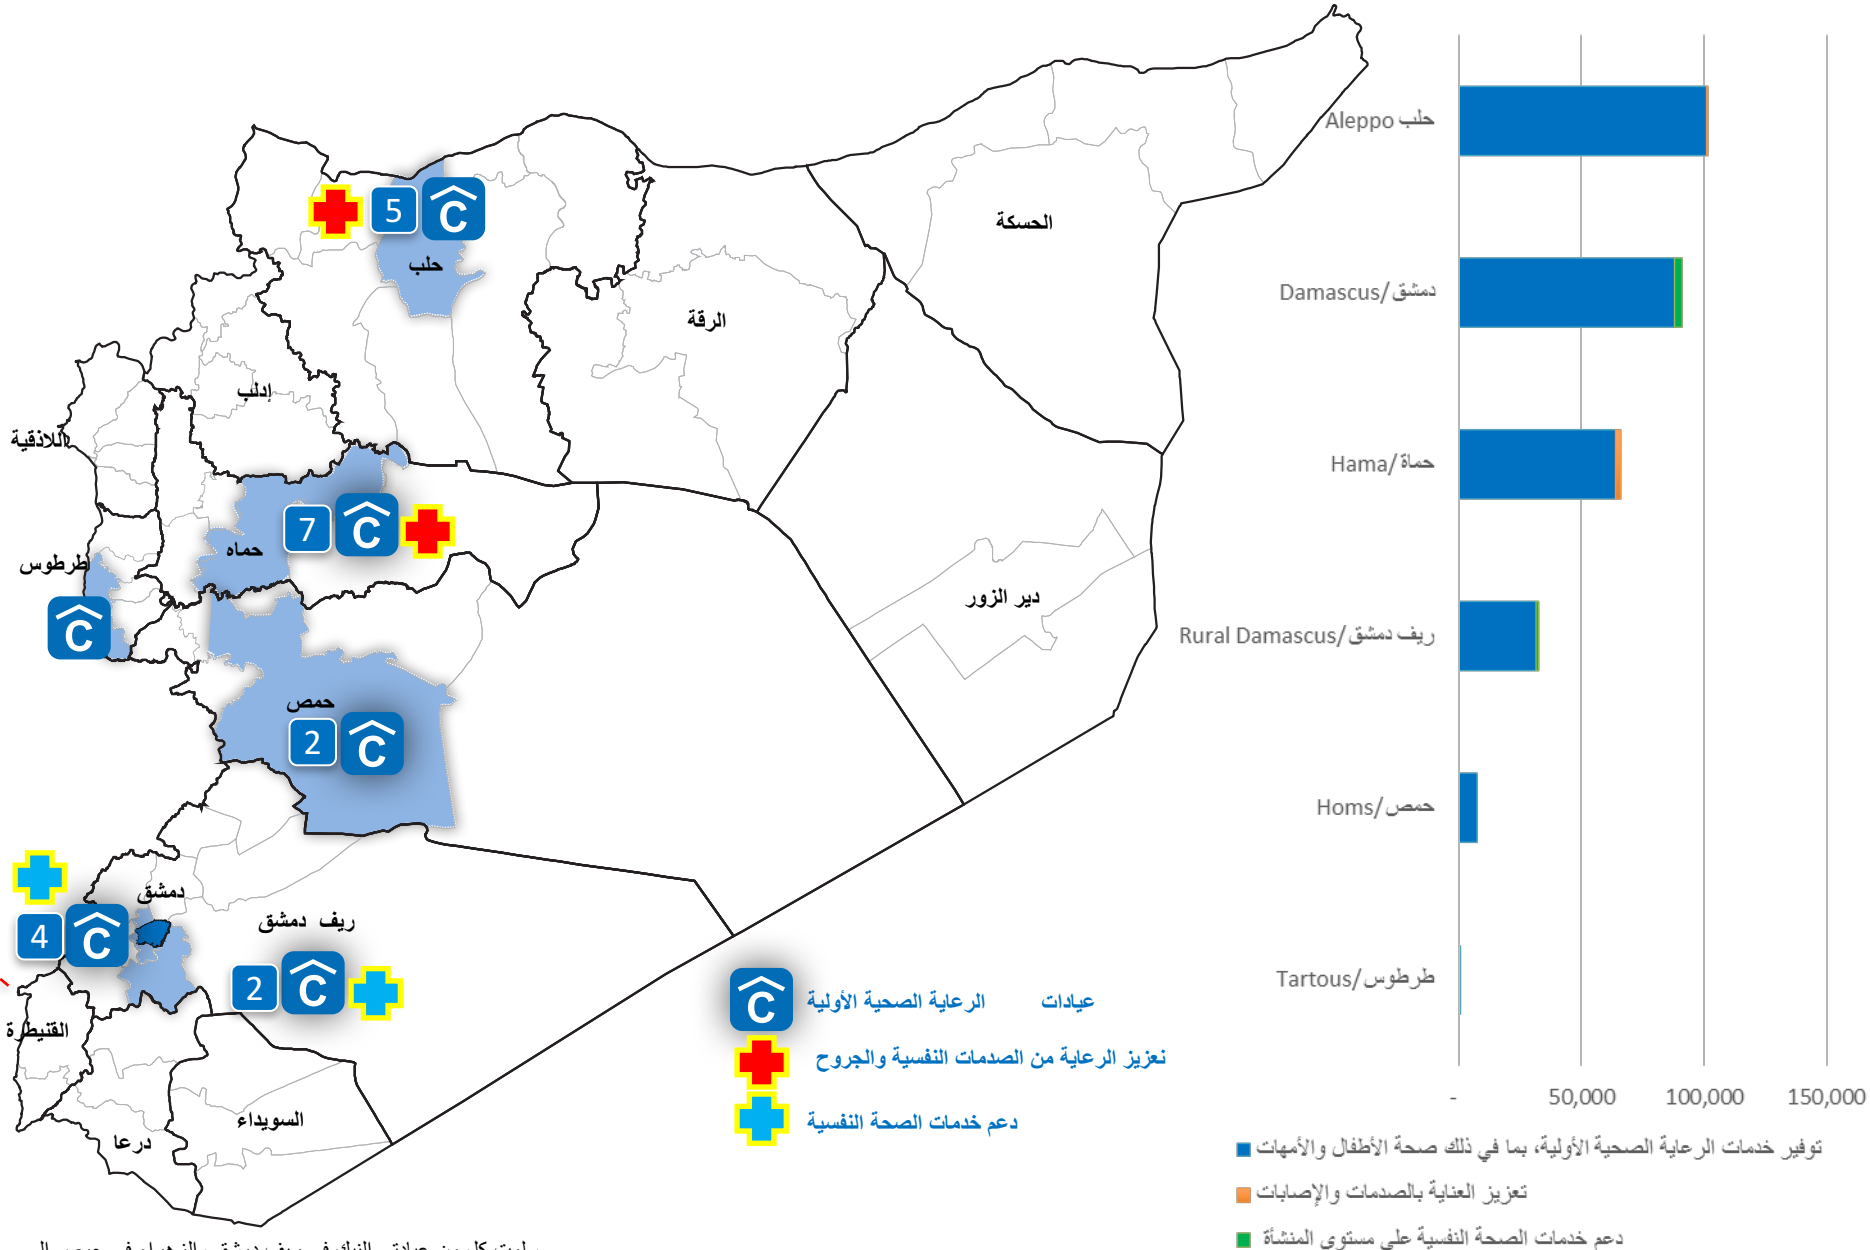 5
C
حلب
الحسكة
الرقة
إدلب
اللاذقية
7
C
حماه
طرطوس
C
دير الزور
حمص
2
C
دمشق
4
C
ريف دمشق
2
C
القنيطرة
السويداء
درعا
C
عيادات الرعاية الصحية الأولية
تعزيز الرعاية من الصدمات النفسية والجروح
دعم خدمات الصحة النفسية
حلب Aleppo
دمشق/Damascus
حماة/Hama
ريف دمشق/Rural Damascus
حمص/Homs
طرطوس/Tartous
- 50,000 100,000 150,000
توفير خدمات الرعاية الصحية الأولية، بما في ذلك صحة الأطفال والأمهات
تعزيز العناية بالصدمات والإصابات
دعم خدمات الصحة النفسية على مستوى المنشأة